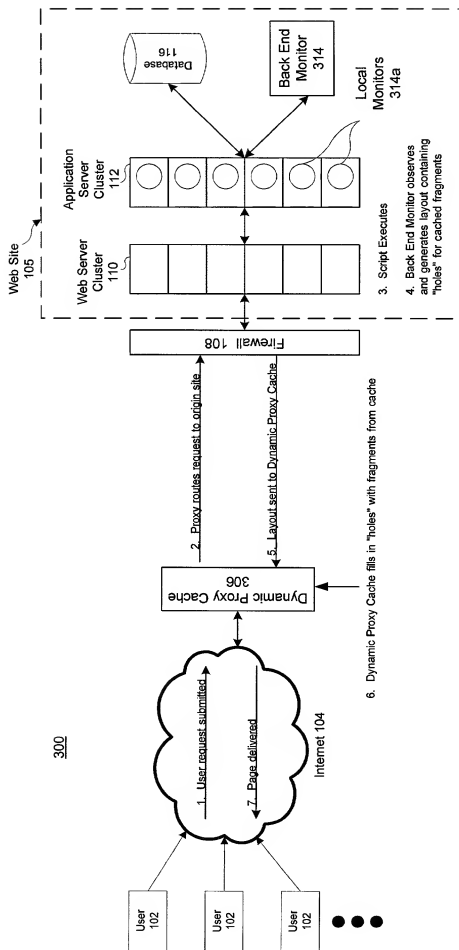 300
User
102
User
102
User
102
1. User request submitted
7. Page delivered
Internet 104
Dynamic Proxy Cache
306
6. Dynamic Proxy Cache fills in "holes" with fragments from cache
2. Proxy routes request to origin site
5. Layout sent to Dynamic Proxy Cache
Firewall 108
Web Site
105
Web Server
Cluster
110
Application
Server
Cluster
112
3. Script Executes
4. Back End Monitor observes
and generates layout containing
"holes" for cached fragments
Database
116
Back End
Monitor
314
Local
Monitors
314a